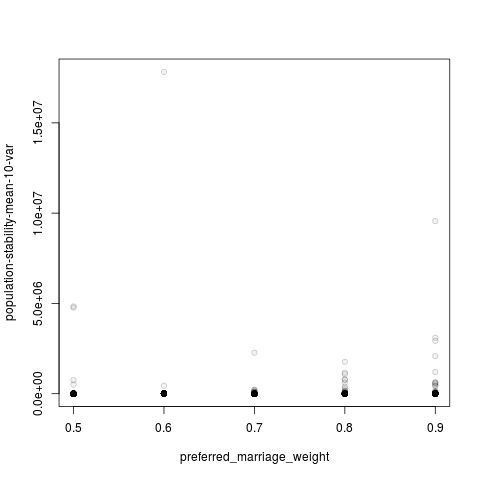 population-stability-mean-10-var
1.5e+07
1.0e+07
5.0e+06
0.0e+00
0.5 0.6 0.7 0.8 0.9
preferred_marriage_weight